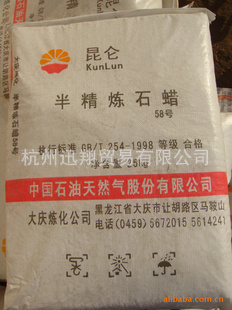 昆仑
KunLun
半精炼石蜡
58号
执行标准 GB/T 254-1998 等级 合格
杭州迅翔贸易有限公司
中国石油天然气股份有限公司
大庆炼化公司
黑龙江省大庆市让胡路区马鞍山
电话(0459) 5672015 5614241